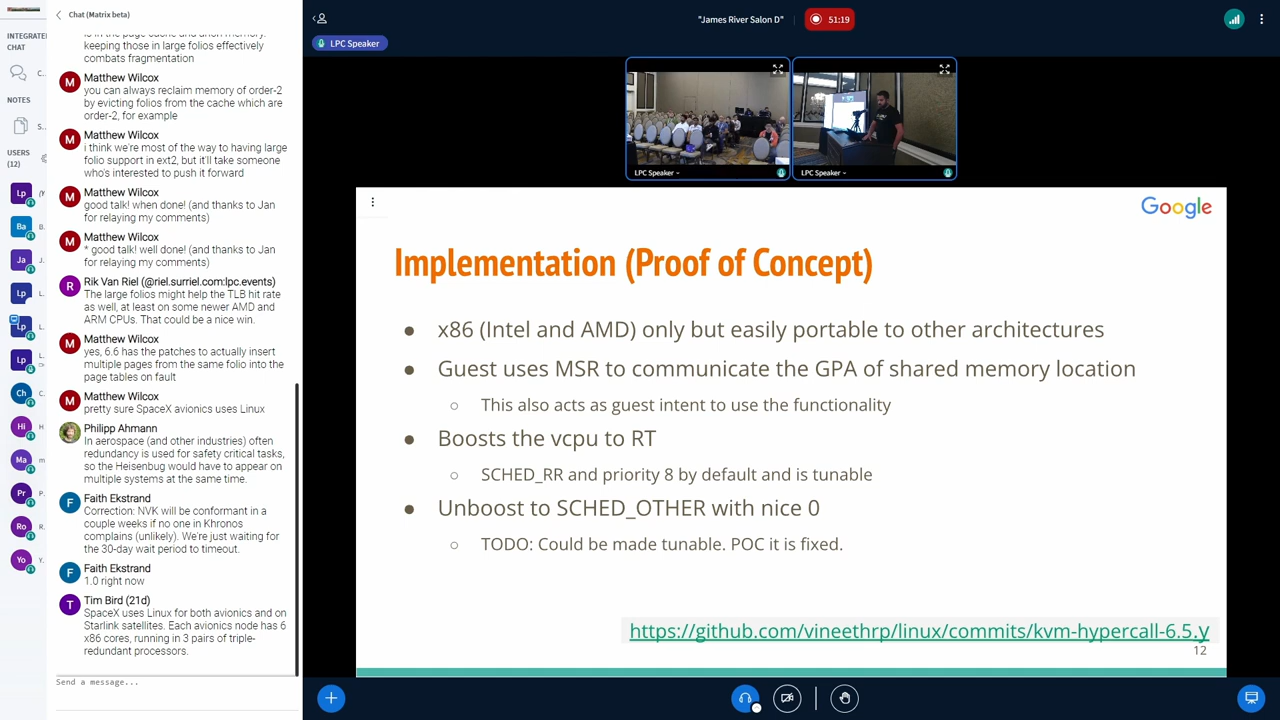 Chat (Matrix beta)
INTEGRATE
CHAT
C...
NOTES
S...
USERS
(12)
Lp
Ba
B.
Ja
J.
Lp
Lp
Lp
Ch
C.
Hi
H.
Ma
m
Pr
P.
Ro
R.
Yo
Y.
is in the page cache and anon memory.
keeping those in large folios effectively
combats fragmentation
M
Matthew Wilcox
you can always reclaim memory of order-2
by evicting folios from the cache which are
order-2, for example
M
Matthew Wilcox
i think we're most of the way to having large
folio support in ext2, but it'll take someone
who's interested to push it forward
M
Matthew Wilcox
good talk! when done! (and thanks to Jan
for relaying my comments)
M
Matthew Wilcox
* good talk! well done! (and thanks to Jan
for relaying my comments)
R
Rik Van Riel (@riel.surriel.com:lpc.events)
The large folios might help the TLB hit rate
as well, at least on some newer AMD and
ARM CPUs. That could be a nice win.
M
Matthew Wilcox
yes, 6.6 has the patches to actually insert
multiple pages from the same folio into the
page tables on fault
M
Matthew Wilcox
pretty sure SpaceX avionics uses Linux
Philipp Ahmann
In aerospace (and other industries) often
redundancy is used for safety critical tasks,
so the Heisenbug would have to appear on
multiple systems at the same time.
F
Faith Ekstrand
Correction: NVK will be conformant in a
couple weeks if no one in Khronos
complains (unlikely). We're just waiting for
the 30-day wait period to timeout.
F
Faith Ekstrand
1.0 right now
T
Tim Bird (21d)
SpaceX uses Linux for both avionics and on
Starlink satellites. Each avionics node has 6
x86 cores, running in 3 pairs of triple-
redundant processors.
Send a message...
"James River Salon D"
51:19
LPC Speaker
LPC Speaker
LPC Speaker
Google
Implementation (Proof of Concept)
● x86 (Intel and AMD) only but easily portable to other architectures
● Guest uses MSR to communicate the GPA of shared memory location
○ This also acts as guest intent to use the functionality
● Boosts the vcpu to RT
○ SCHED_RR and priority 8 by default and is tunable
● Unboost to SCHED_OTHER with nice 0
○ TODO: Could be made tunable. POC it is fixed.
https://github.com/vineethrp/linux/commits/kvm-hypercall-6.5.y
12